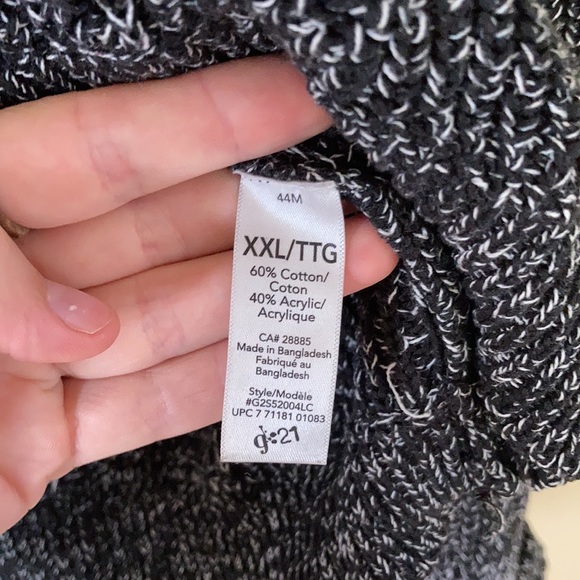 44M
XXL/TTG
60% Cotton/
Coton
40% Acrylic/
Acrylique
CA# 28885
Made in Bangladesh
Fabriqué au
Bangladesh
Style/Modèle
#G2S52004LC
UPC 7 71181 01083
g:21